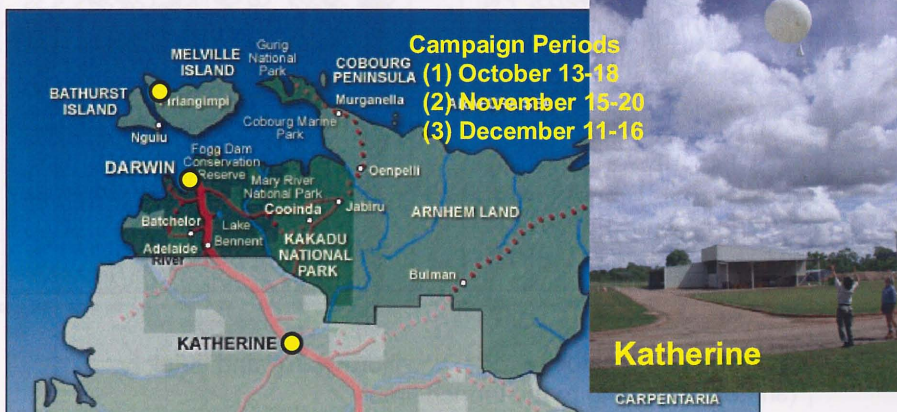 Campaign Periods
(1) October 13-18
(2) November 15-20
(3) December 11-16
Gurig
National
Park
MELVILLE
ISLAND
COBOURG
PENINSULA
BATHURST
ISLAND
Pirlangimpi
Murganella
Cobourg Marine
Park
Nguiu
Fogg Dam
Conservation
Reserve
DARWIN
Oenpelli
Mary River
National Park
Cooinda
Jabiru
ARNHEM LAND
Batchelor
Lake
Bennent
Adelaide
River
KAKADU
NATIONAL
PARK
Bulman
KATHERINE
Katherine
CARPENTARIA